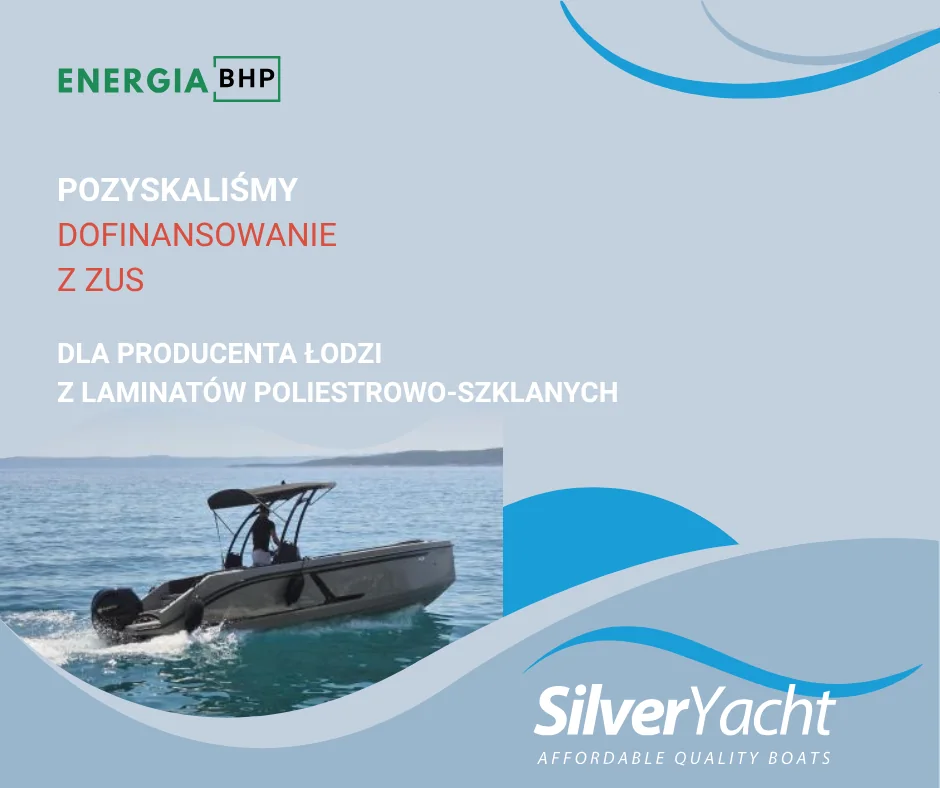 ENERGIA BHP
POZYSKALIŚMY
DOFINANSOWANIE
Z ZUS
DLA PRODUCENTA ŁODZI
Z LAMINATÓW POLIESTROWO-SZKLANYCH
SilverYacht
AFFORDABLE QUALITY BOATS